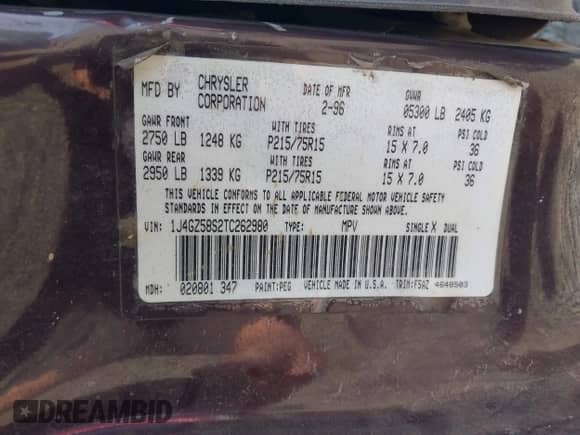 MFD BY CHRYSLER CORPORATION DATE OF MFR 2-96 GVWR 05300 LB 2405 KG
GAWR FRONT WITH TIRES RIMS AT PSI COLD
2750 LB 1248 KG P215/75R15 15 X 7.0 36
GAWR REAR WITH TIRES RIMS AT PSI COLD
2950 LB 1339 KG P215/75R15 15 X 7.0 36
THIS VEHICLE CONFORMS TO ALL APPLICABLE FEDERAL MOTOR VEHICLE SAFETY
STANDARDS IN EFFECT ON THE DATE OF MANUFACTURE SHOWN ABOVE.
VIN: 1J4GZ58S2TC262980 TYPE: MPV SINGLE X DUAL
MDH: 020801 347 PAINT:PEG VEHICLE MADE IN U.S.A. TRIM:F5AZ 4648503
DREAMBID